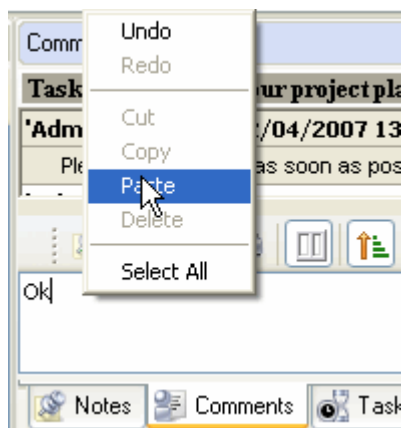 Comm
Undo
Redo
Task
our project pla
Cut
'Adm
2/04/2007 13
Copy
Ple
as soon as pos
Paste
Delete
Select All
Ok
Notes
Comments
Task